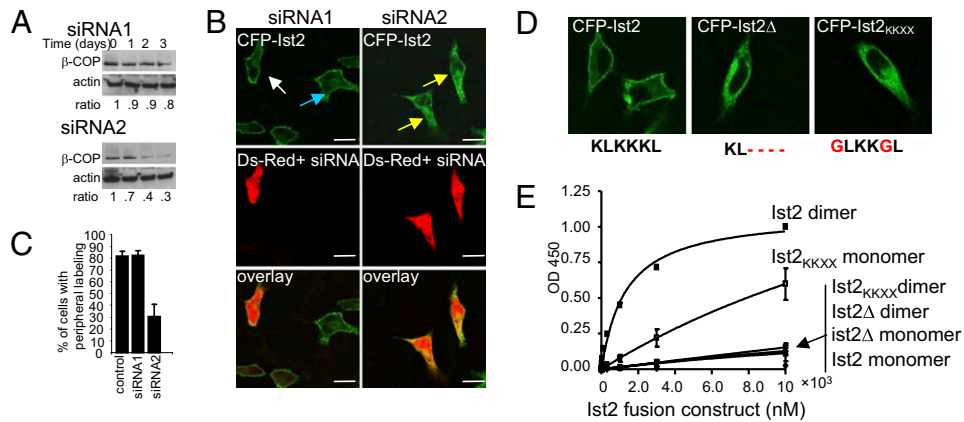 A
siRNA1
Time (days) 0 1 2 3
β-COP
actin
ratio 1 .9 .9 .8
siRNA2
β-COP
actin
ratio 1 .7 .4 .3
B
siRNA1 siRNA2
CFP-Ist2 CFP-Ist2
Ds-Red+ siRNA Ds-Red+ siRNA
overlay overlay
C
% of cells with peripheral labeling
100
90
80
70
60
50
40
30
20
10
0
control
siRNA1
siRNA2
D
CFP-Ist2 CFP-Ist2Δ CFP-Ist2KKXX
KLKKKL KL---- GLKKGL
E
OD 450
1.25
1.00
0.75
0.50
0.25
0.00
0 2.0 4.0 6.0 8.0 10 ×10³
Ist2 fusion construct (nM)
Ist2 dimer
Ist2KKXX monomer
Ist2KKXX dimer
Ist2Δ dimer
ist2Δ monomer
Ist2 monomer